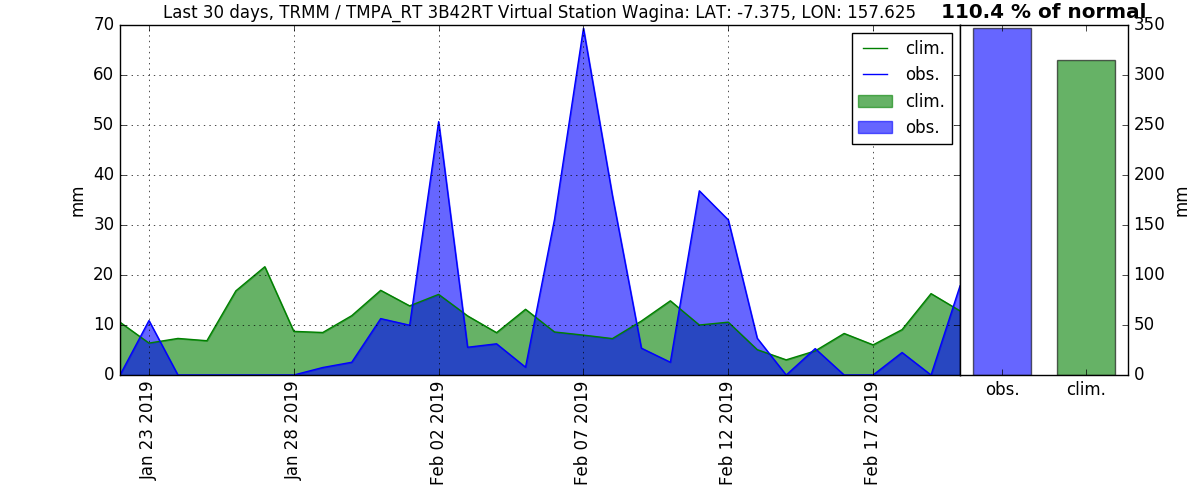 Last 30 days, TRMM / TMPA_RT 3B42RT Virtual Station Wagina: LAT: -7.375, LON: 157.625
110.4 % of normal
70
60
50
40
30
20
10
0
mm
clim.
obs.
clim.
obs.
Jan 23 2019
Jan 28 2019
Feb 02 2019
Feb 07 2019
Feb 12 2019
Feb 17 2019
350
300
250
200
150
100
50
0
mm
obs.
clim.